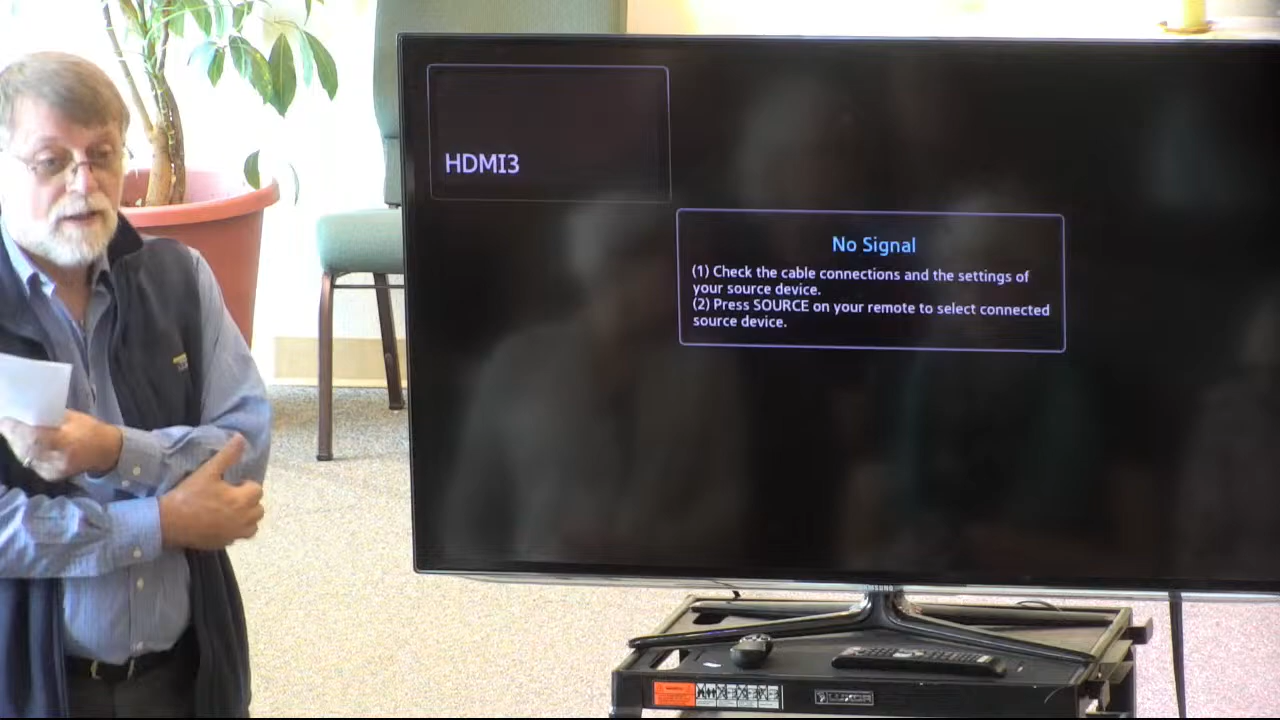 HDMI3
No Signal
(1) Check the cable connections and the settings of
your source device.
(2) Press SOURCE on your remote to select connected
source device.
LUXOR